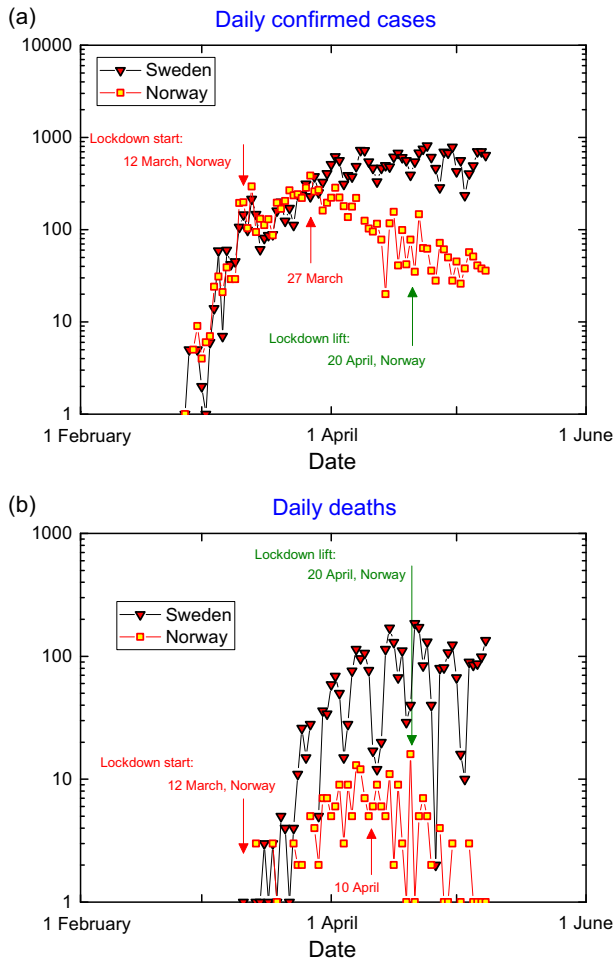 (a)
Daily confirmed cases
10000
Sweden
Norway
1000
Lockdown start:
12 March, Norway
100
27 March
10
Lockdown lift:
20 April, Norway
1
1 February
1 April
1 June
Date
(b)
Daily deaths
1000
Lockdown lift:
20 April, Norway
Sweden
Norway
100
Lockdown start:
12 March, Norway
10
10 April
1
1 February
1 April
1 June
Date